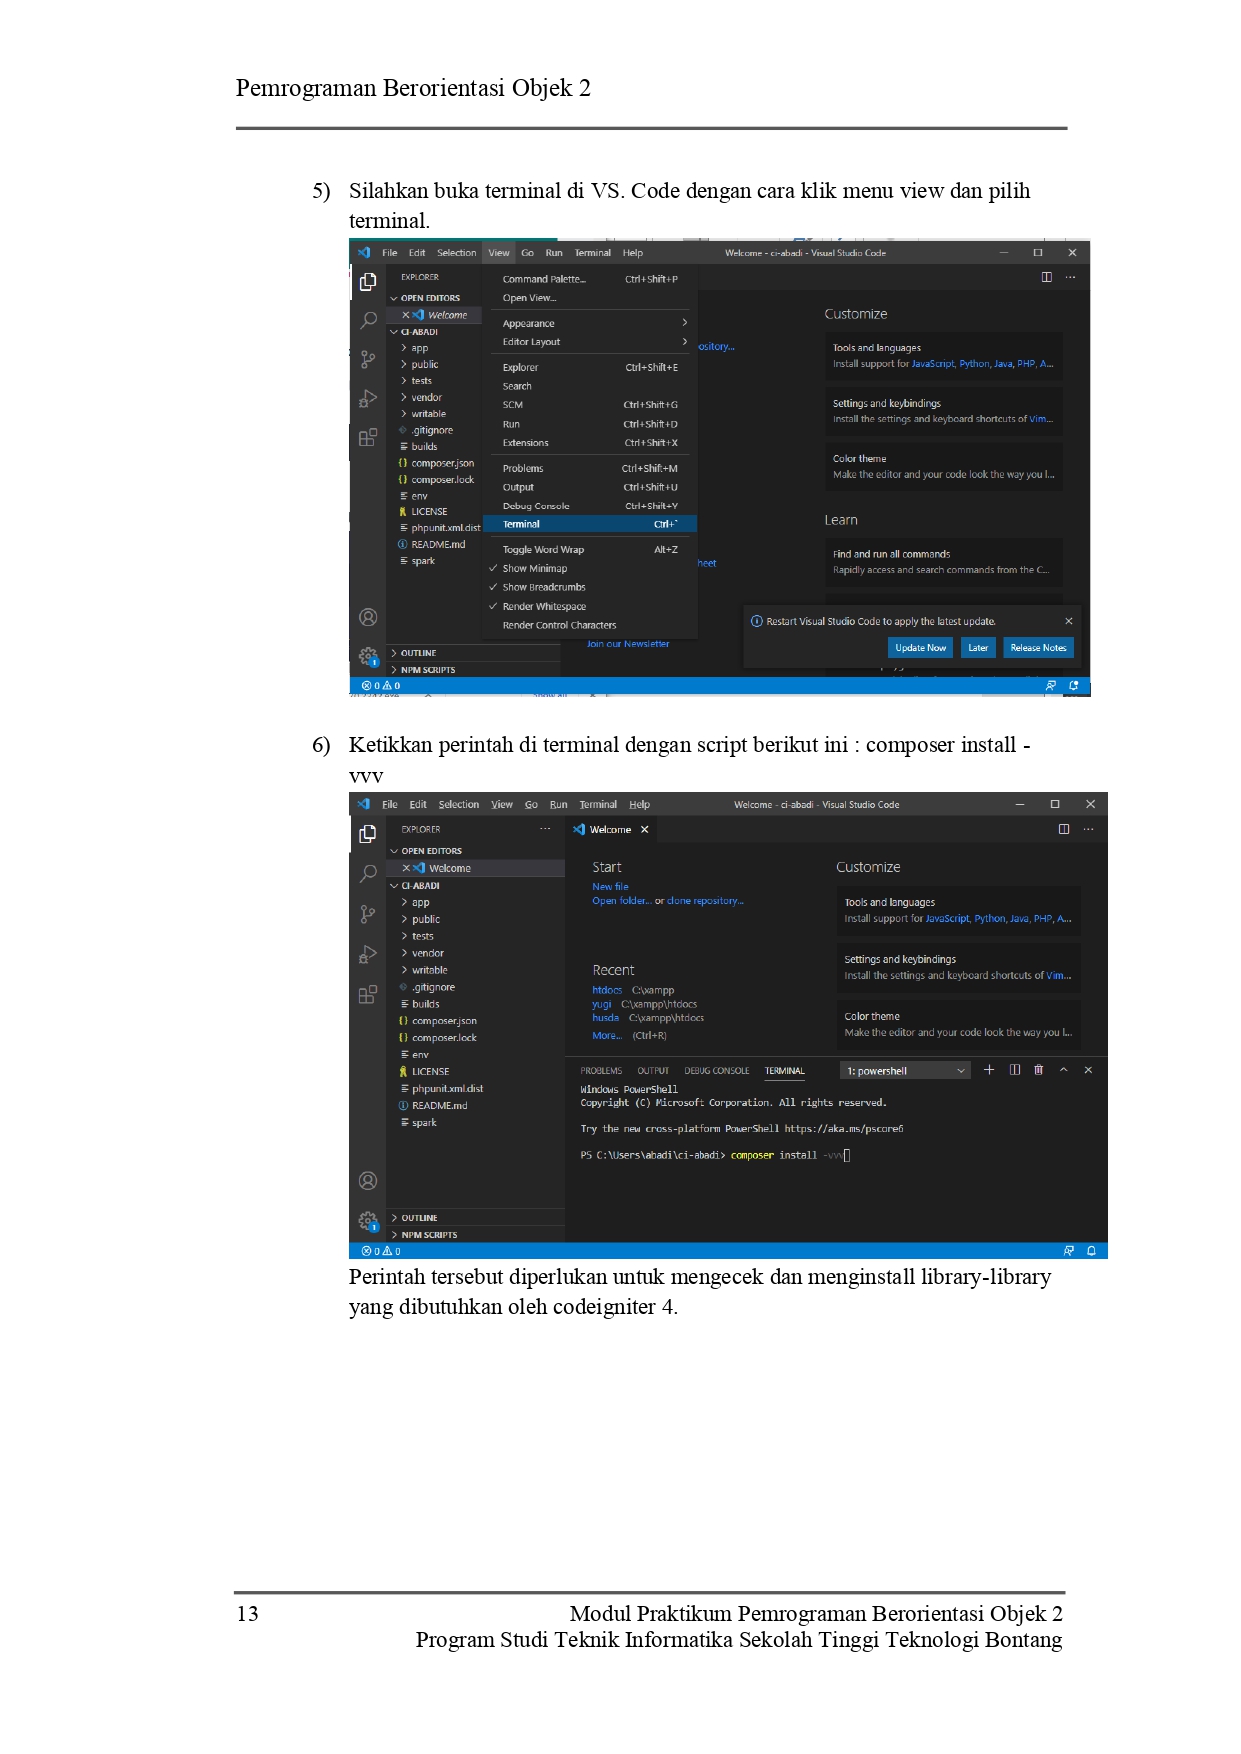 Pemrograman Berorientasi Objek 2
5) Silahkan buka terminal di VS. Code dengan cara klik menu view dan pilih
terminal.
File Edit Selection View Go Run Terminal Help Welcome - ci-abadi - Visual Studio Code
EXPLORER
OPEN EDITORS
Welcome
CI-ABADI
app
public
tests
vendor
writable
.gitignore
builds
composer.json
composer.lock
env
LICENSE
phpunit.xml.dist
README.md
spark
OUTLINE
NPM SCRIPTS
Command Palette... Ctrl+Shift+P
Open View...
Appearance
Editor Layout
Explorer Ctrl+Shift+E
Search
SCM Ctrl+Shift+G
Run Ctrl+Shift+D
Extensions Ctrl+Shift+X
Problems Ctrl+Shift+M
Output Ctrl+Shift+U
Debug Console Ctrl+Shift+Y
Terminal Ctrl+`
Toggle Word Wrap Alt+Z
Show Minimap
Show Breadcrumbs
Render Whitespace
Render Control Characters
ository...
heet
Join our Newsletter
Customize
Tools and languages
Install support for JavaScript, Python, Java, PHP, A...
Settings and keybindings
Install the settings and keyboard shortcuts of Vim...
Color theme
Make the editor and your code look the way you l...
Learn
Find and run all commands
Rapidly access and search commands from the C...
Restart Visual Studio Code to apply the latest update.
Update Now Later Release Notes
0 0
6) Ketikkan perintah di terminal dengan script berikut ini : composer install -
vvv
File Edit Selection View Go Run Terminal Help Welcome - ci-abadi - Visual Studio Code
EXPLORER ...
OPEN EDITORS
Welcome
CI-ABADI
app
public
tests
vendor
writable
.gitignore
builds
composer.json
composer.lock
env
LICENSE
phpunit.xml.dist
README.md
spark
OUTLINE
NPM SCRIPTS
Welcome
Start
New file
Open folder... or clone repository...
Recent
htdocs C:\xampp
yugi C:\xampp\htdocs
husda C:\xampp\htdocs
More... (Ctrl+R)
Customize
Tools and languages
Install support for JavaScript, Python, Java, PHP, A...
Settings and keybindings
Install the settings and keyboard shortcuts of Vim...
Color theme
Make the editor and your code look the way you l...
PROBLEMS OUTPUT DEBUG CONSOLE TERMINAL 1: powershell
Windows PowerShell
Copyright (C) Microsoft Corporation. All rights reserved.
Try the new cross-platform PowerShell https://aka.ms/pscore6
PS C:\Users\abadi\ci-abadi> composer install -vvv
0 0
Perintah tersebut diperlukan untuk mengecek dan menginstall library-library
yang dibutuhkan oleh codeigniter 4.
13 Modul Praktikum Pemrograman Berorientasi Objek 2
Program Studi Teknik Informatika Sekolah Tinggi Teknologi Bontang